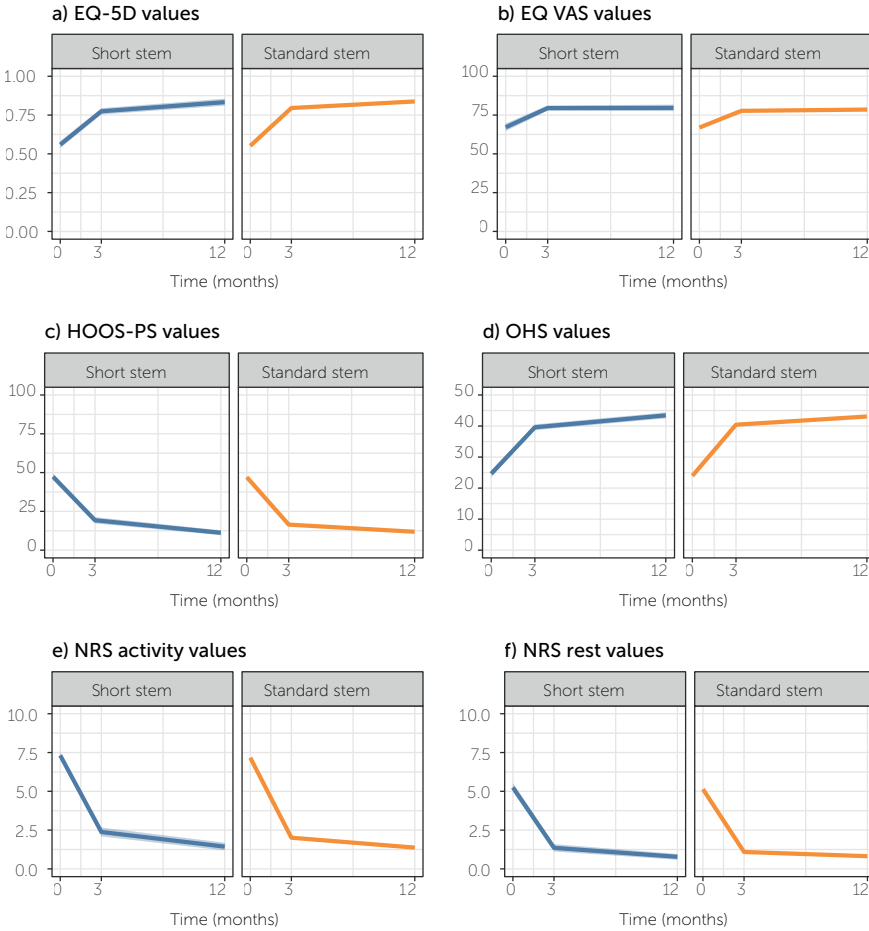 a) EQ-5D values
Short stem
Standard stem
1.00
0.75
0.50
0.25
0.00
0 3 12
0 3 12
Time (months)
b) EQ VAS values
Short stem
Standard stem
100
75
50
25
0
0 3 12
0 3 12
Time (months)
c) HOOS-PS values
Short stem
Standard stem
100
75
50
25
0
0 3 12
0 3 12
Time (months)
d) OHS values
Short stem
Standard stem
50
40
30
20
10
0
0 3 12
0 3 12
Time (months)
e) NRS activity values
Short stem
Standard stem
10.0
7.5
5.0
2.5
0.0
0 3 12
0 3 12
Time (months)
f) NRS rest values
Short stem
Standard stem
10.0
7.5
5.0
2.5
0.0
0 3 12
0 3 12
Time (months)